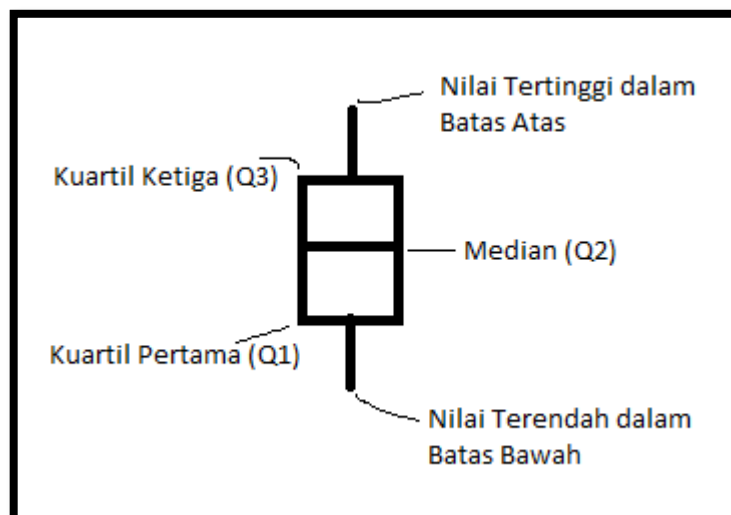 Nilai Tertinggi dalam
Batas Atas
Kuartil Ketiga (Q3)
Median (Q2)
Kuartil Pertama (Q1)
Nilai Terendah dalam
Batas Bawah